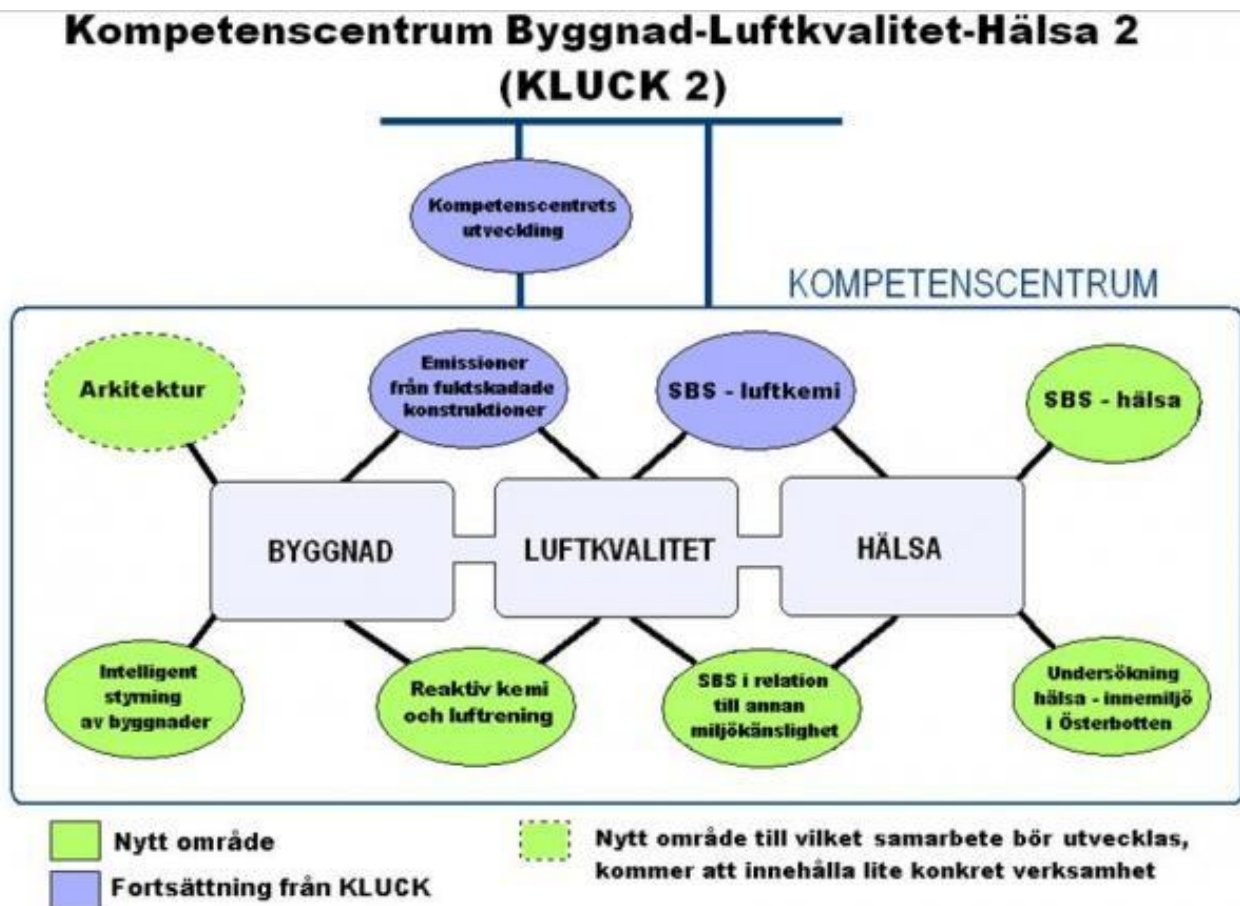 Kompetenscentrum Byggnad-Luftkvalitet-Hälsa 2
(KLUCK 2)
Kompetenscentrets
utveckling
KOMPETENSCENTRUM
Arkitektur
Emissioner
från fuktskadade
konstruktioner
SBS - luftkemi
SBS - hälsa
BYGGNAD
LUFTKVALITET
HÄLSA
Intelligent
styrning
av byggnader
Reaktiv kemi
och luftrening
SBS i relation
till annan
miljökänslighet
Undersökning
hälsa - innemiljö
i Österbotten
Nytt område
Fortsättning från KLUCK
Nytt område till vilket samarbete bör utvecklas,
kommer att innehålla lite konkret verksamhet